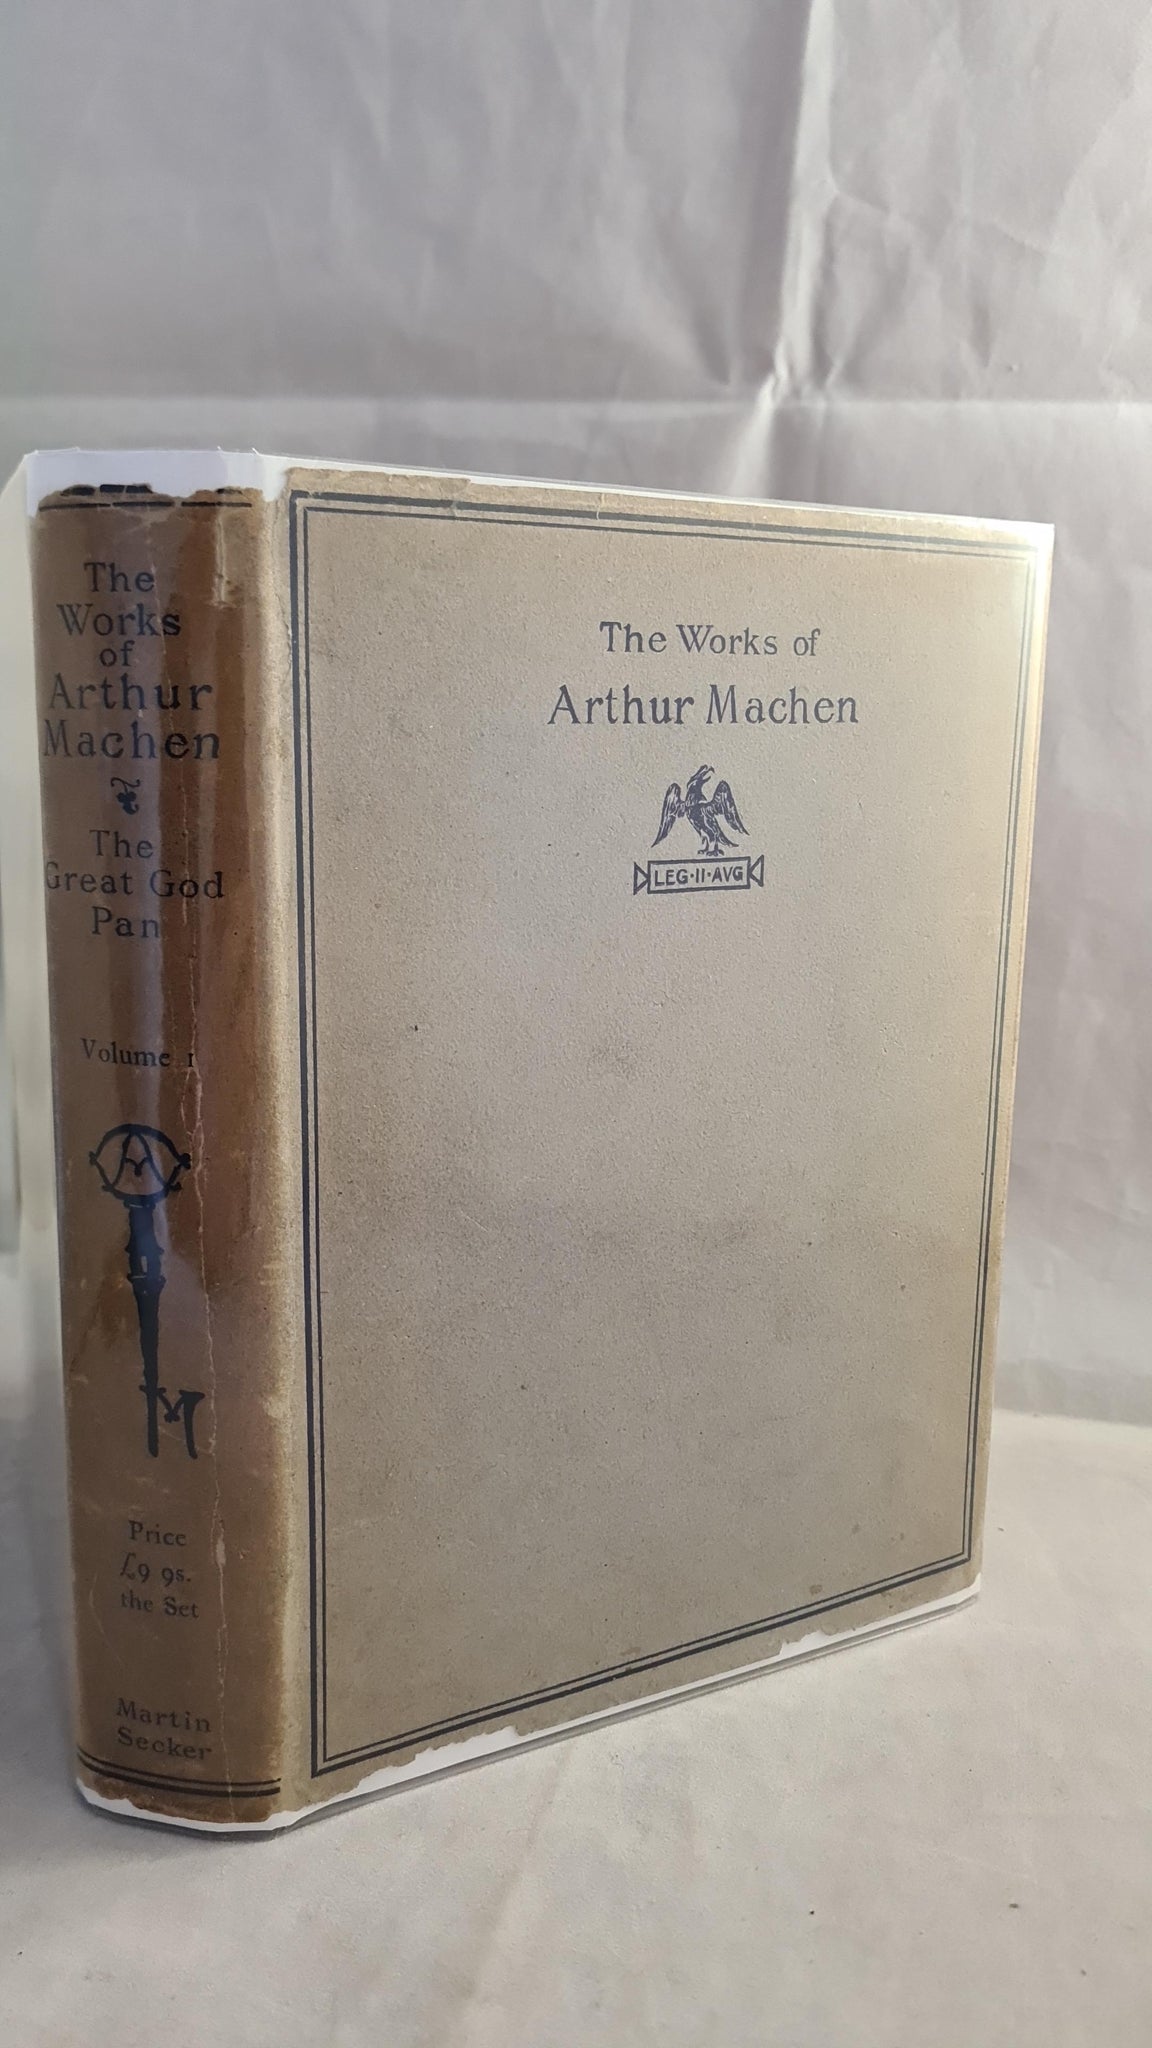 The
Works
of
Arthur
Machen
The
Great God
Pan
Volume 1
AM
Price
£9 9s.
the Set
Martin
Secker
The Works of
Arthur Machen
LEG·II·AVG